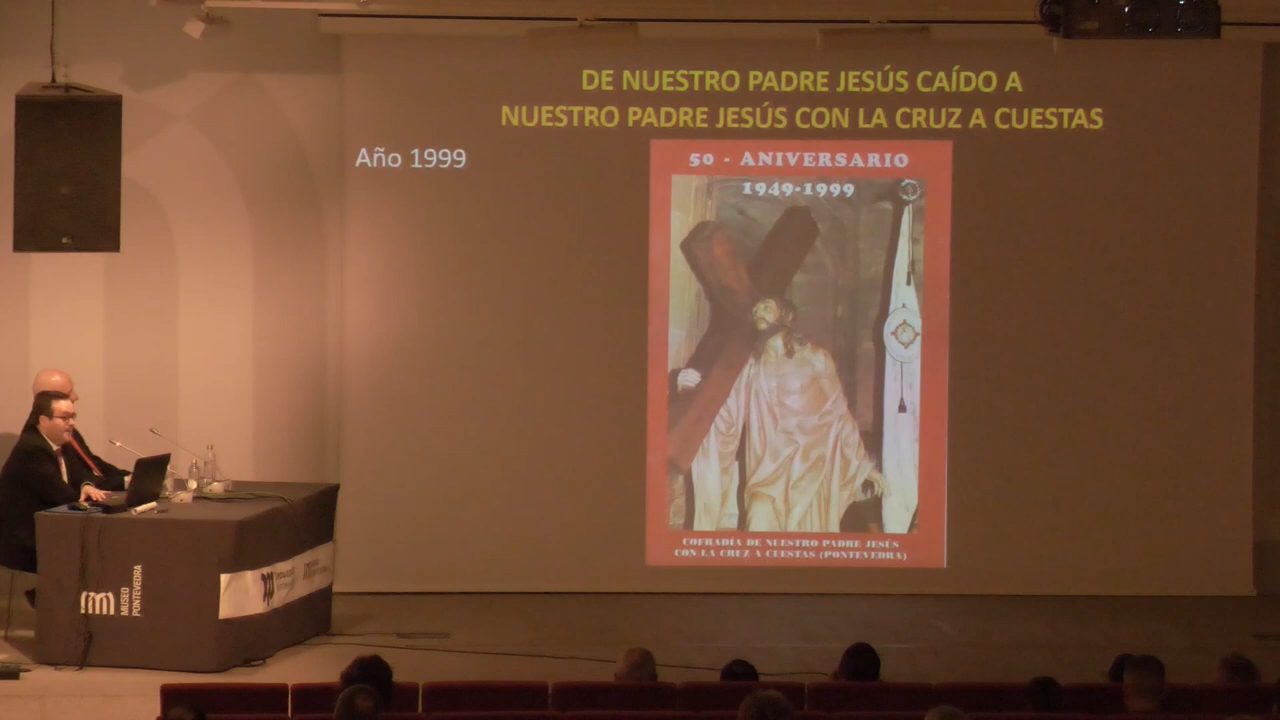 DE NUESTRO PADRE JESÚS CAÍDO A
NUESTRO PADRE JESÚS CON LA CRUZ A CUESTAS
Año 1999
50 - ANIVERSARIO
1949-1999
COFRADÍA DE NUESTRO PADRE JESÚS
CON LA CRUZ A CUESTAS (PONTEVEDRA)
MUSEO
PONTEVEDRA